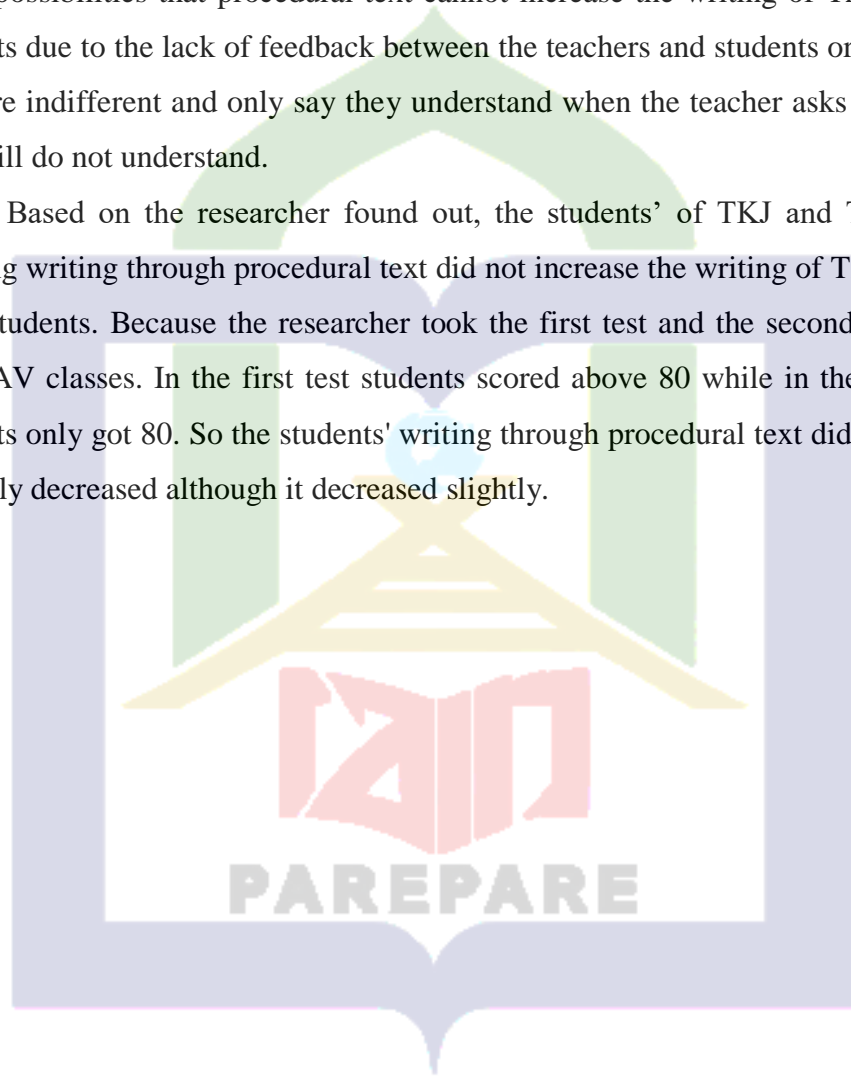 possibilities that procedural text cannot increase the writing of
ts due to the lack of feedback between the teachers and students or
re indifferent and only say they understand when the teacher asks
ill do not understand.
Based on the researcher found out, the students’ of TKJ and T
g writing through procedural text did not increase the writing of T
tudents. Because the researcher took the first test and the second
AV classes. In the first test students scored above 80 while in the
ts only got 80. So the students' writing through procedural text did
ly decreased although it decreased slightly.
iain
PAREPARE